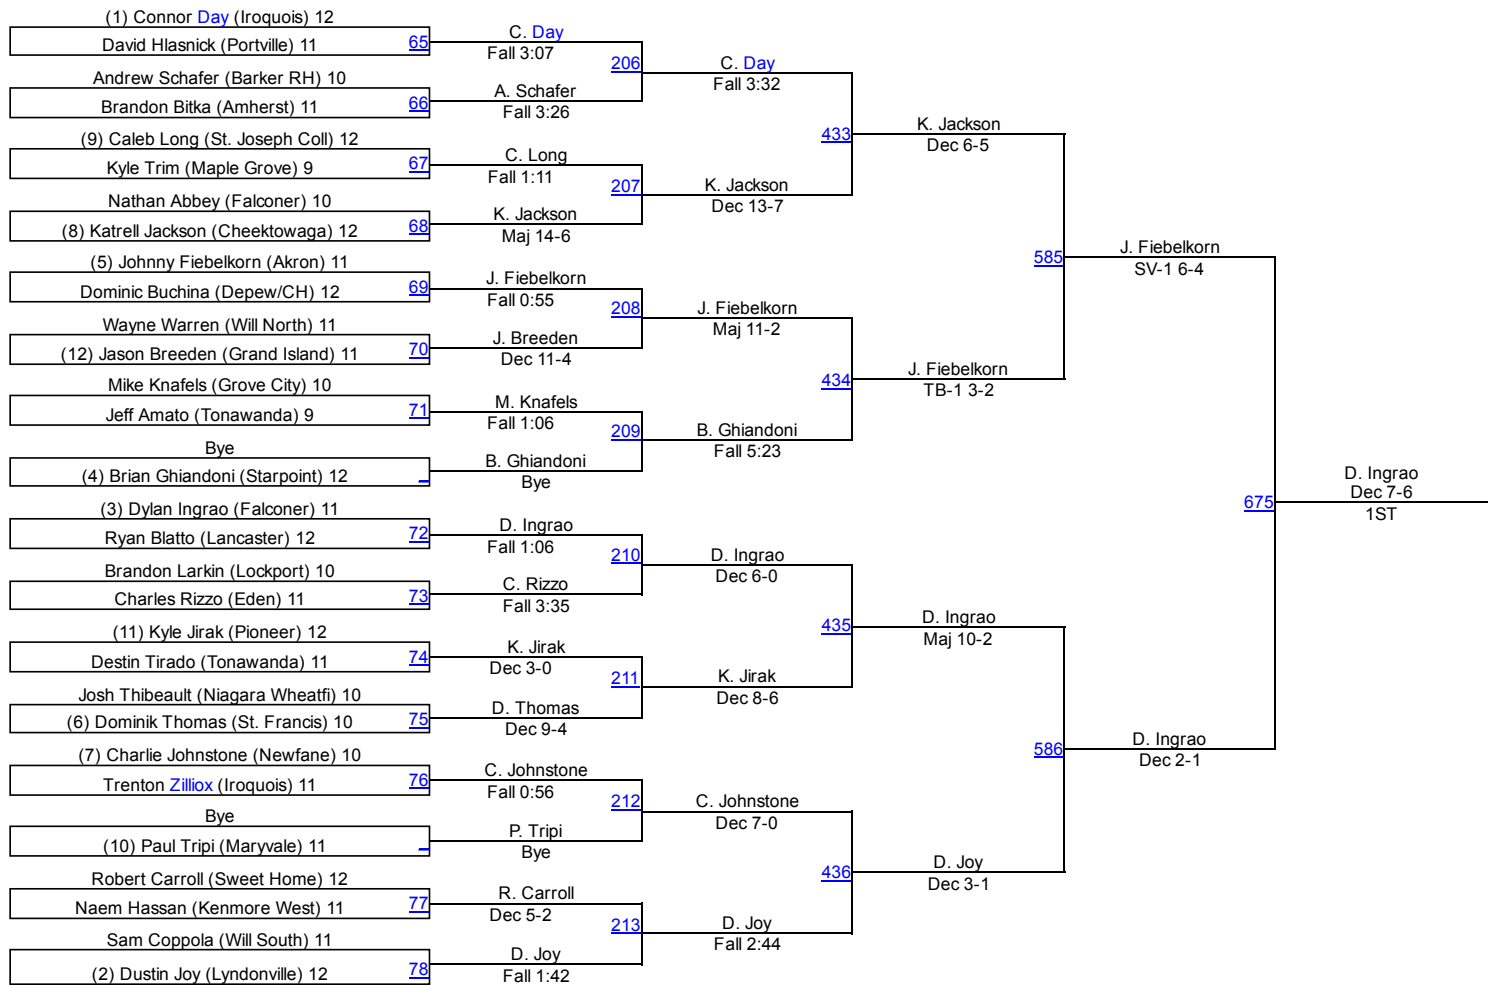 (1) Connor Day (Iroquois) 12
David Hlasnick (Portville) 11
65
Andrew Schafer (Barker RH) 10
Brandon Bitka (Amherst) 11
66
(9) Caleb Long (St. Joseph Coll) 12
Kyle Trim (Maple Grove) 9
67
Nathan Abbey (Falconer) 10
(8) Katrell Jackson (Cheektowaga) 12
68
(5) Johnny Fiebelkorn (Akron) 11
Dominic Buchina (Depew/CH) 12
69
Wayne Warren (Will North) 11
(12) Jason Breeden (Grand Island) 11
70
Mike Knafels (Grove City) 10
Jeff Amato (Tonawanda) 9
71
Bye
(4) Brian Ghiandoni (Starpoint) 12
(3) Dylan Ingrao (Falconer) 11
Ryan Blatto (Lancaster) 12
72
Brandon Larkin (Lockport) 10
Charles Rizzo (Eden) 11
73
(11) Kyle Jirak (Pioneer) 12
Destin Tirado (Tonawanda) 11
74
Josh Thibeault (Niagara Wheatfi) 10
(6) Dominik Thomas (St. Francis) 10
75
(7) Charlie Johnstone (Newfane) 10
Trenton Zilliox (Iroquois) 11
76
Bye
(10) Paul Tripi (Maryvale) 11
Robert Carroll (Sweet Home) 12
Naem Hassan (Kenmore West) 11
77
Sam Coppola (Will South) 11
(2) Dustin Joy (Lyndonville) 12
78
C. Day
Fall 3:07
206
A. Schafer
Fall 3:26
C. Long
Fall 1:11
207
K. Jackson
Maj 14-6
J. Fiebelkorn
Fall 0:55
208
J. Breeden
Dec 11-4
M. Knafels
Fall 1:06
209
B. Ghiandoni
Bye
D. Ingrao
Fall 1:06
210
C. Rizzo
Fall 3:35
K. Jirak
Dec 3-0
211
D. Thomas
Dec 9-4
C. Johnstone
Fall 0:56
212
P. Tripi
Bye
R. Carroll
Dec 5-2
213
D. Joy
Fall 1:42
C. Day
Fall 3:32
433
K. Jackson
Dec 13-7
J. Fiebelkorn
Maj 11-2
434
B. Ghiandoni
Fall 5:23
D. Ingrao
Dec 6-0
435
K. Jirak
Dec 8-6
C. Johnstone
Dec 7-0
436
D. Joy
Fall 2:44
K. Jackson
Dec 6-5
585
J. Fiebelkorn
TB-1 3-2
D. Ingrao
Maj 10-2
586
D. Joy
Dec 3-1
J. Fiebelkorn
SV-1 6-4
675
D. Ingrao
Dec 2-1
D. Ingrao
Dec 7-6
1ST